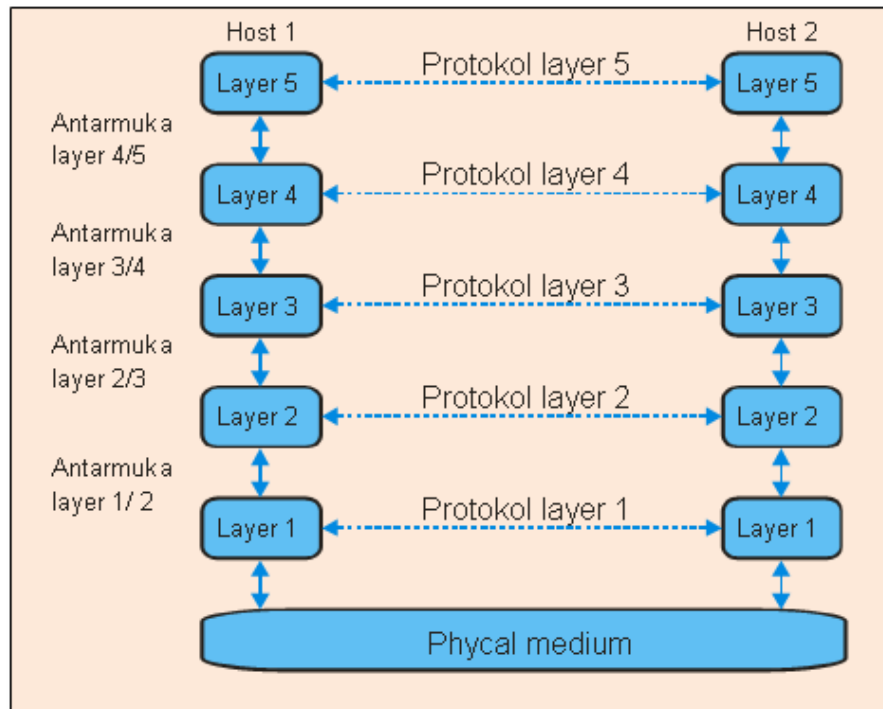 Host 1
Host 2
Layer 5
Protokol layer 5
Layer 5
Antarmuka
layer 4/5
Layer 4
Protokol layer 4
Layer 4
Antarmuka
layer 3/4
Layer 3
Protokol layer 3
Layer 3
Antarmuka
layer 2/3
Layer 2
Protokol layer 2
Layer 2
Antarmuka
layer 1/ 2
Layer 1
Protokol layer 1
Layer 1
Phycal medium